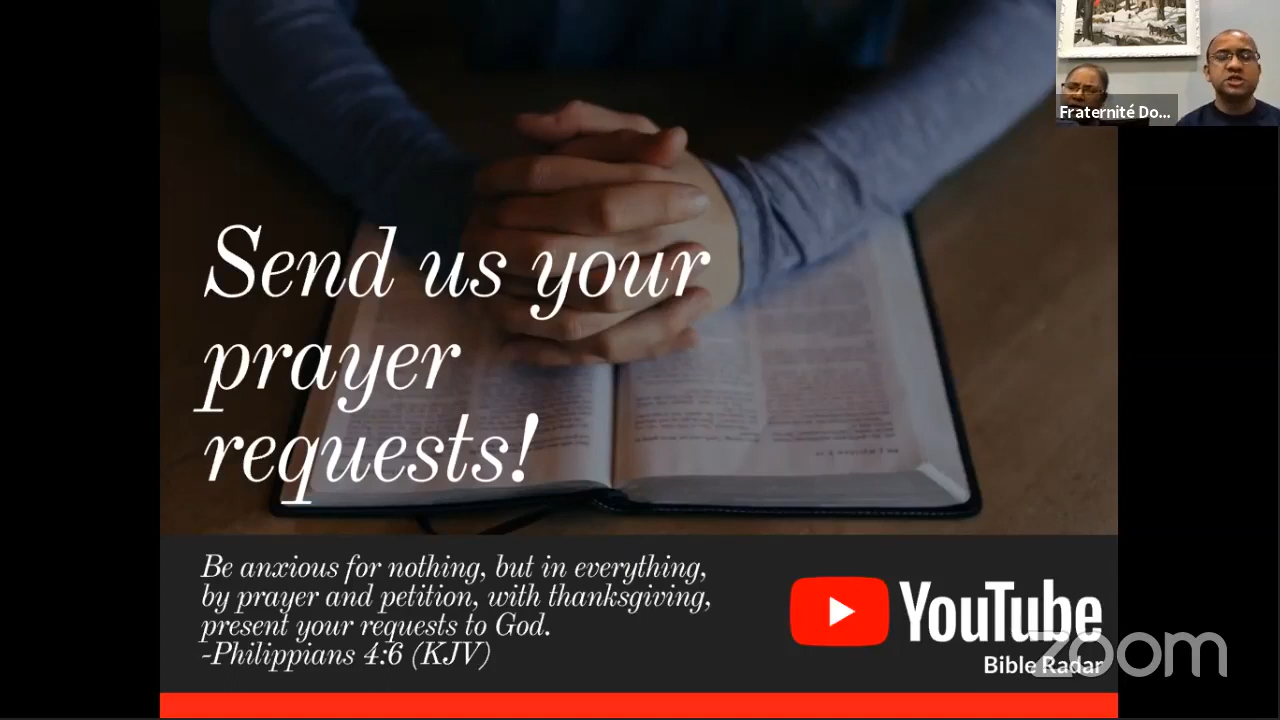 Fraternité Do...
Send us your
prayer
requests!
Be anxious for nothing, but in everything,
by prayer and petition, with thanksgiving,
present your requests to God.
-Philippians 4:6 (KJV)
YouTube
Bible Radar
zoom